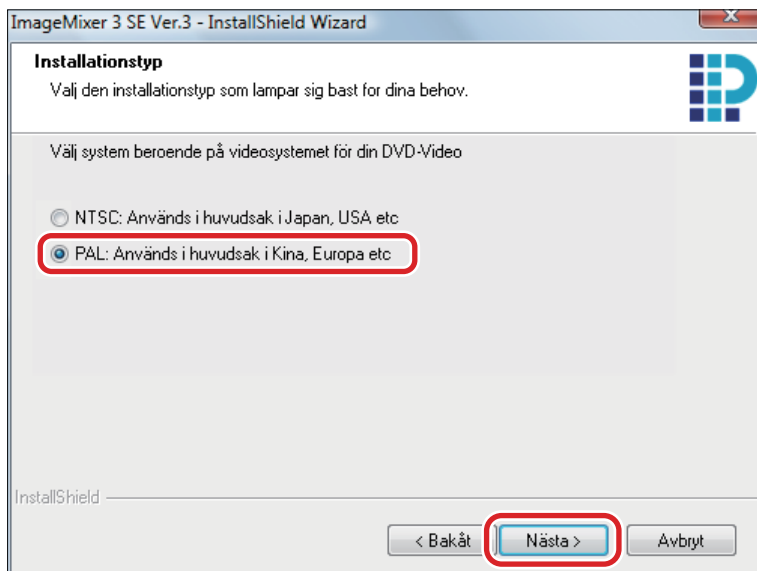 ImageMixer 3 SE Ver.3 - InstallShield Wizard
Installationstyp
Valj den installationstyp som lampar sig bast for dina behov.
Välj system beroende på videosystemet för din DVD-Video
NTSC: Används i huvudsak i Japan, USA etc
PAL: Används i huvudsak i Kina, Europa etc
InstallShield
< Bakåt Nästa > Avbryt